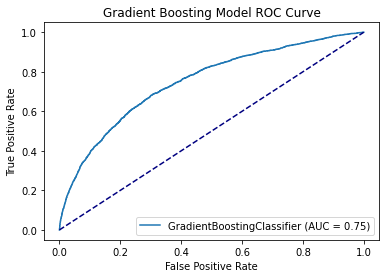 Gradient Boosting Model ROC Curve
1.0
0.8
0.6
0.4
0.2
0.0
True Positive Rate
GradientBoostingClassifier (AUC = 0.75)
0.0 0.2 0.4 0.6 0.8 1.0
False Positive Rate